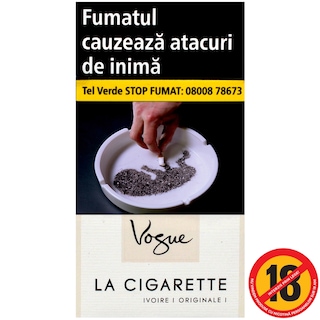 Fumatul
cauzează atacuri
de inimă
Tel Verde STOP FUMAT: 08008 78673
Vogue
LA CIGARETTE
IVOIRE | ORIGINALE |
18